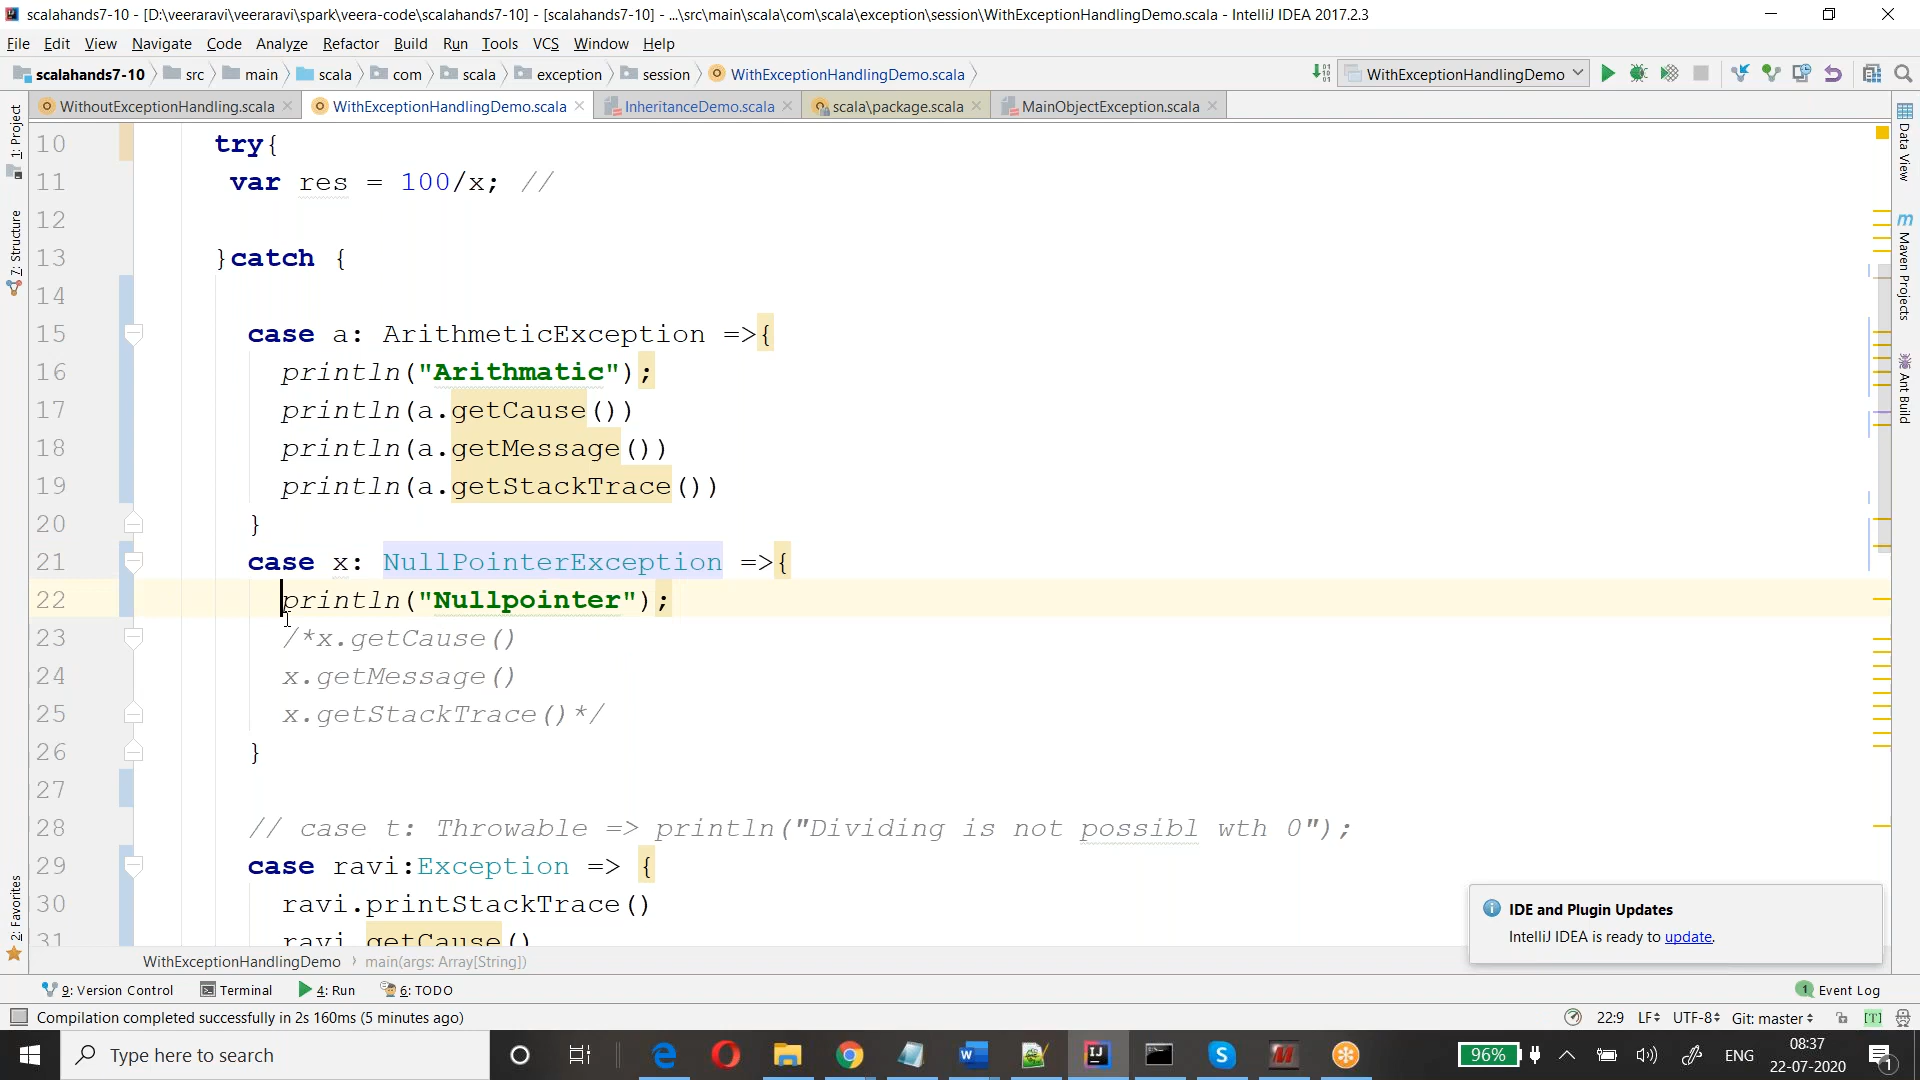 scalahands7-10 - [D:\veeraravi\veeraravi\spark\veera-code\scalahands7-10] - [scalahands7-10] - ...\src\main\scala\com\scala\exception\session\WithExceptionHandlingDemo.scala - IntelliJ IDEA 2017.2.3
File Edit View Navigate Code Analyze Refactor Build Run Tools VCS Window Help
scalahands7-10 src main scala com scala exception session WithExceptionHandlingDemo.scala WithExceptionHandlingDemo
WithoutExceptionHandling.scala WithExceptionHandlingDemo.scala InheritanceDemo.scala scala\package.scala MainObjectException.scala
1: Project
7: Structure
2: Favorites
10 try{
11 var res = 100/x; //
12
13 }catch {
14
15 case a: ArithmeticException =>{
16 println("Arithmatic");
17 println(a.getCause())
18 println(a.getMessage())
19 println(a.getStackTrace())
20 }
21 case x: NullPointerException =>{
22 println("Nullpointer");
23 /*x.getCause()
24 x.getMessage()
25 x.getStackTrace()*/
26 }
27
28 // case t: Throwable => println("Dividing is not possibl wth 0");
29 case ravi:Exception => {
30 ravi.printStackTrace()
31 ravi.getCause()
Data View
m Maven Projects
Ant Build
IDE and Plugin Updates
IntelliJ IDEA is ready to update.
WithExceptionHandlingDemo main(args: Array[String])
9: Version Control Terminal 4: Run 6: TODO 1 Event Log
Compilation completed successfully in 2s 160ms (5 minutes ago) 22:9 LF UTF-8 Git: master [T]
Type here to search 96% ENG 08:37
22-07-2020 1